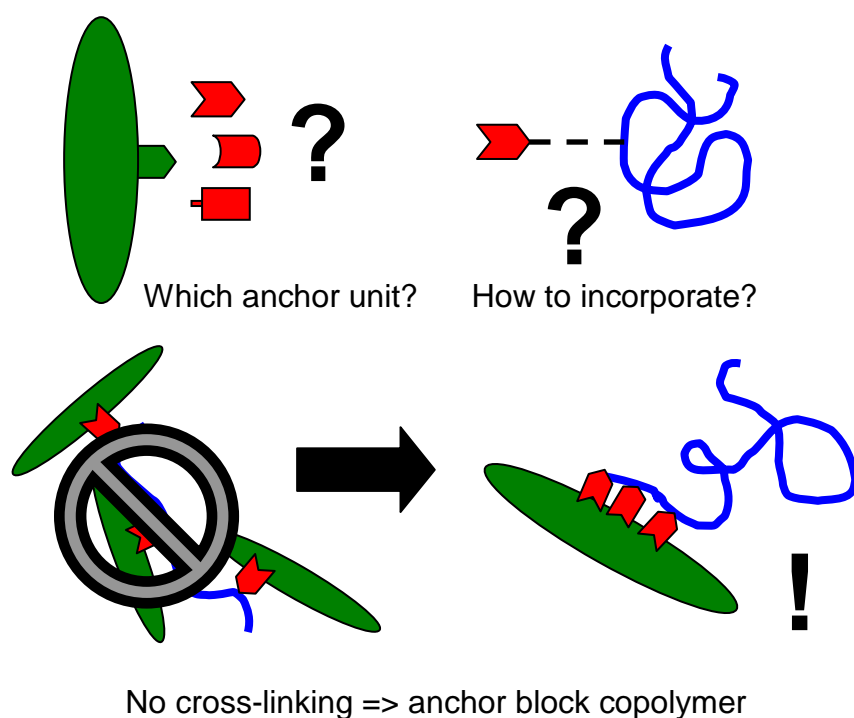 ?
?
Which anchor unit?
How to incorporate?
!
No cross-linking => anchor block copolymer